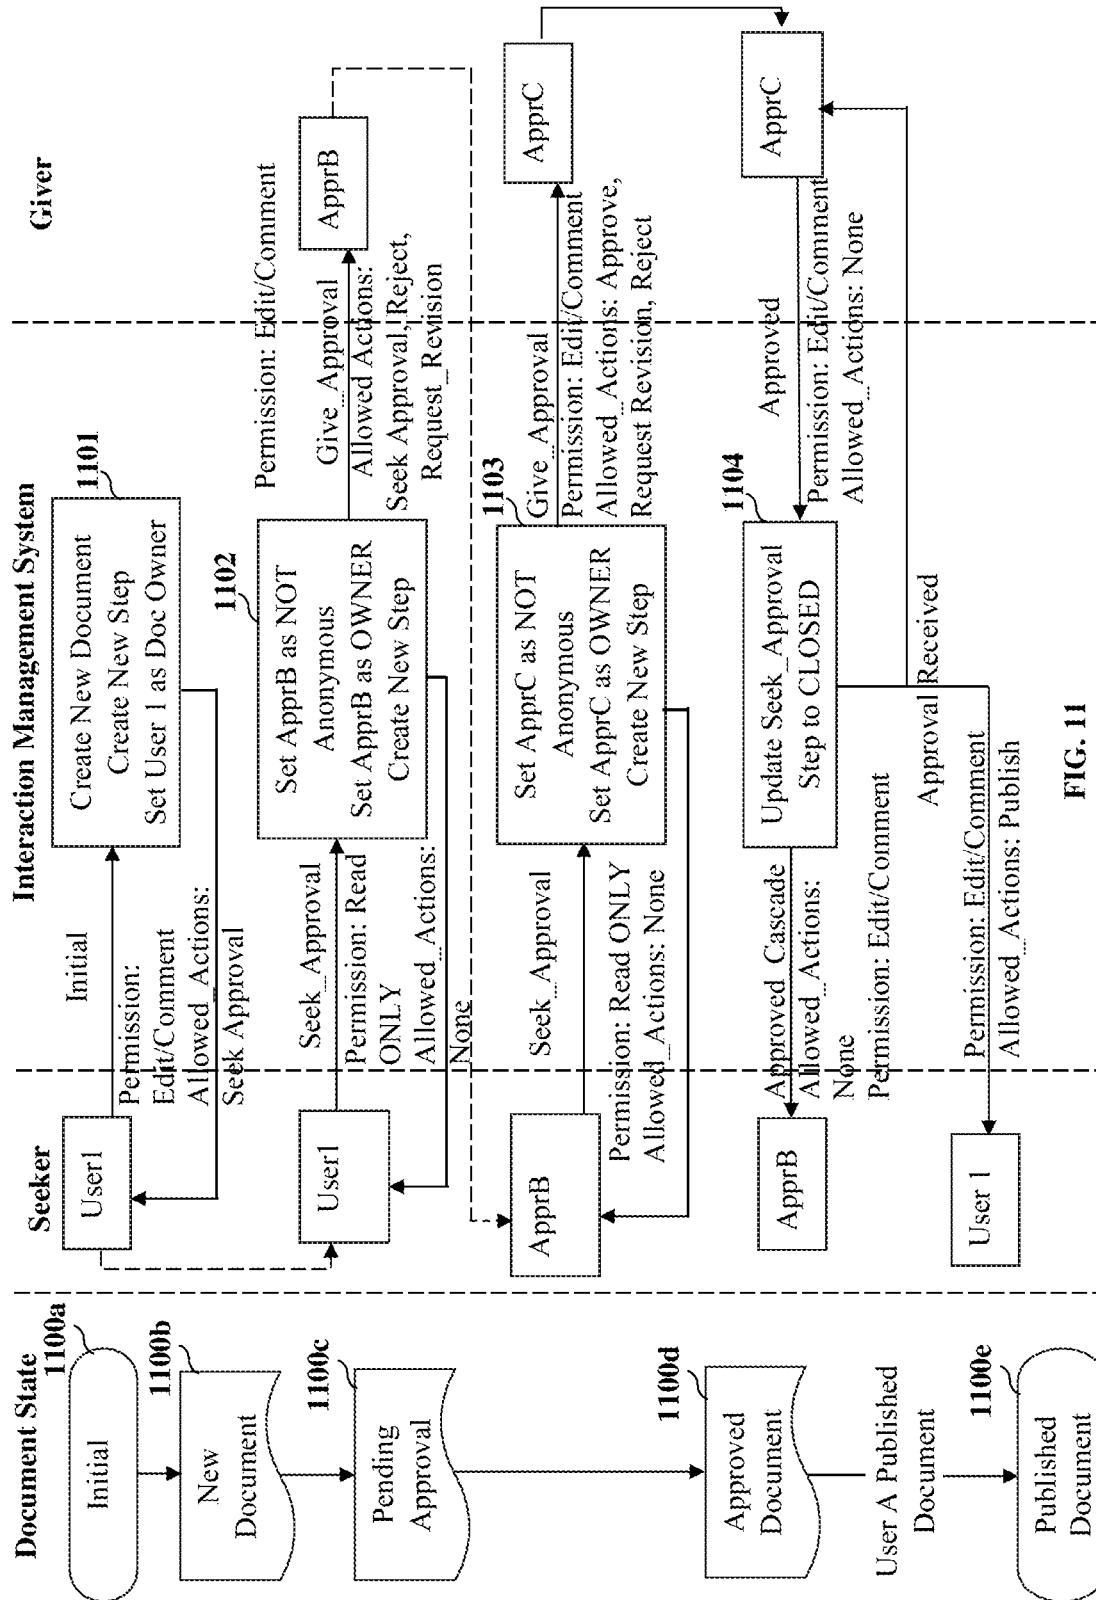 Document State
Seeker
Interaction Management System
Giver
1100a
Initial
1100b
New
Document
1100c
Pending
Approval
1100d
Approved
Document
User A Published
Document
1100e
Published
Document
User1
Initial
Permission:
Edit/Comment
Allowed_Actions:
Seek Approval
1101
Create New Document
Create New Step
Set User 1 as Doc Owner
User1
Seek_Approval
Permission: Read
ONLY
Allowed_Actions:
None
1102
Set ApprB as NOT
Anonymous
Set ApprB as OWNER
Create New Step
Permission: Edit/Comment
Give_Approval
Allowed Actions:
Seek Approval, Reject,
Request_Revision
ApprB
ApprB
Seek_Approval
Permission: Read ONLY
Allowed_Actions: None
1103
Set ApprC as NOT
Anonymous
Set ApprC as OWNER
Create New Step
Give_Approval
Permission: Edit/Comment
Allowed_Actions: Approve,
Request Revision, Reject
ApprC
ApprB
Approved_Cascade
Allowed_Actions:
None
Permission: Edit/Comment
1104
Update Seek_Approval
Step to CLOSED
Approved
Permission: Edit/Comment
Allowed_Actions: None
ApprC
User 1
Approval Received
Permission: Edit/Comment
Allowed_Actions: Publish
FIG. 11